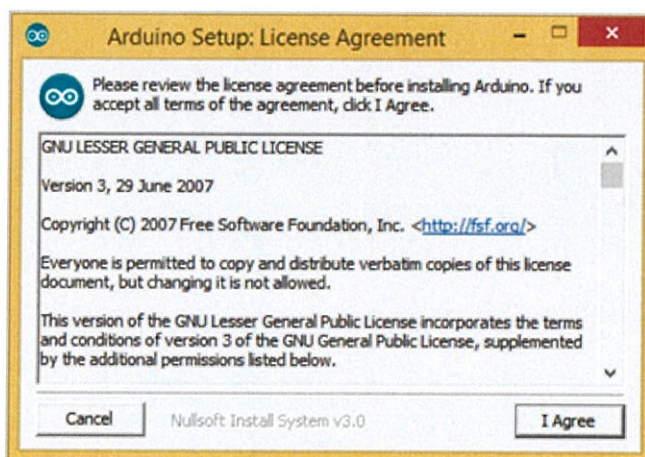 Arduino Setup: License Agreement
Please review the license agreement before installing Arduino. If you
accept all terms of the agreement, click I Agree.
GNU LESSER GENERAL PUBLIC LICENSE
Version 3, 29 June 2007
Copyright (C) 2007 Free Software Foundation, Inc. <http://fsf.org/>
Everyone is permitted to copy and distribute verbatim copies of this license
document, but changing it is not allowed.
This version of the GNU Lesser General Public License incorporates the terms
and conditions of version 3 of the GNU General Public License, supplemented
by the additional permissions listed below.
Cancel
Nullsoft Install System v3.0
I Agree